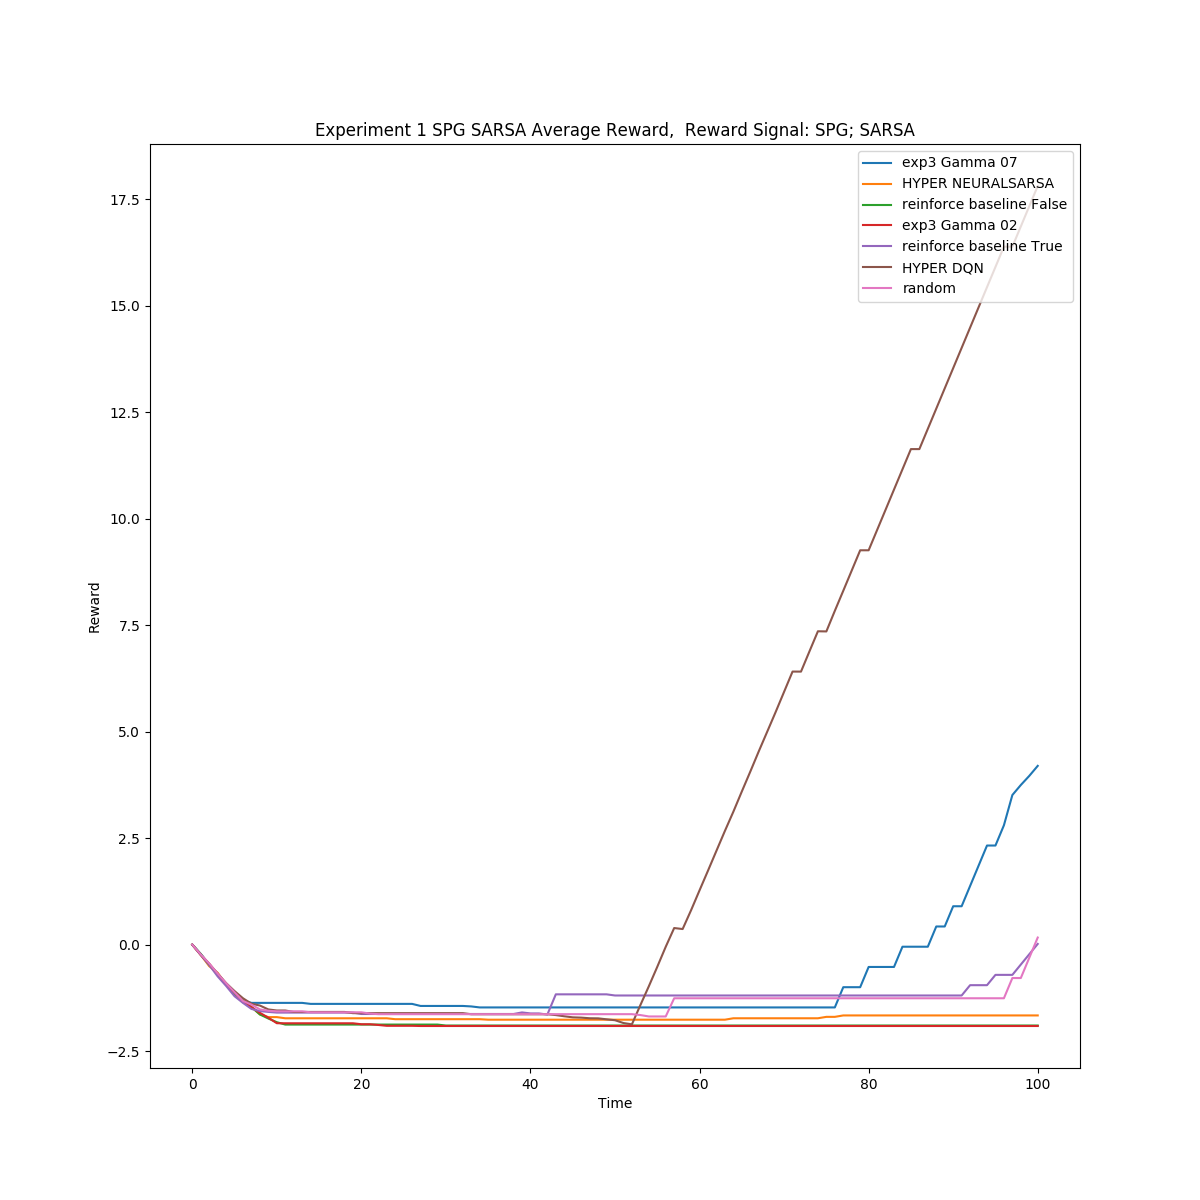 Experiment 1 SPG SARSA Average Reward,  Reward Signal: SPG; SARSA
exp3 Gamma 07
HYPER NEURALSARSA
reinforce baseline False
exp3 Gamma 02
reinforce baseline True
HYPER DQN
random
17.5
15.0
12.5
10.0
7.5
5.0
2.5
0.0
−2.5
Reward
0 20 40 60 80 100
Time